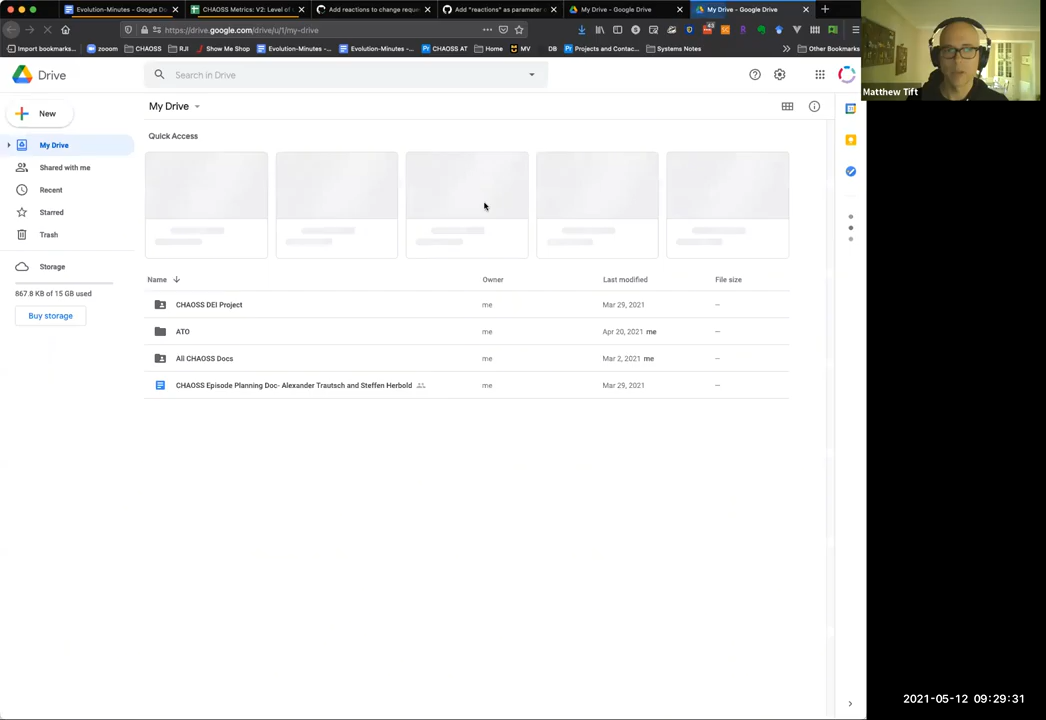 Evolution-Minutes - Google Do
CHAOSS Metrics: V2: Level of
Add reactions to change reque
Add "reactions" as parameter c
My Drive - Google Drive
My Drive - Google Drive
https://drive.google.com/drive/u/1/my-drive
43
Import bookmarks...
zooom
CHAOSS
RJI
Show Me Shop
Evolution-Minutes -...
Evolution-Minutes -...
CHAOSS AT
Home
MV
DB
Projects and Contac...
Systems Notes
Other Bookmarks
Drive
Search in Drive
New
My Drive
Shared with me
Recent
Starred
Trash
Storage
867.8 KB of 15 GB used
Buy storage
My Drive
Quick Access
Name
Owner
Last modified
File size
CHAOSS DEI Project
me
Mar 29, 2021
–
ATO
me
Apr 20, 2021 me
–
All CHAOSS Docs
me
Mar 2, 2021 me
–
CHAOSS Episode Planning Doc- Alexander Trautsch and Steffen Herbold
me
Mar 29, 2021
–
Matthew Tift
2021-05-12 09:29:31